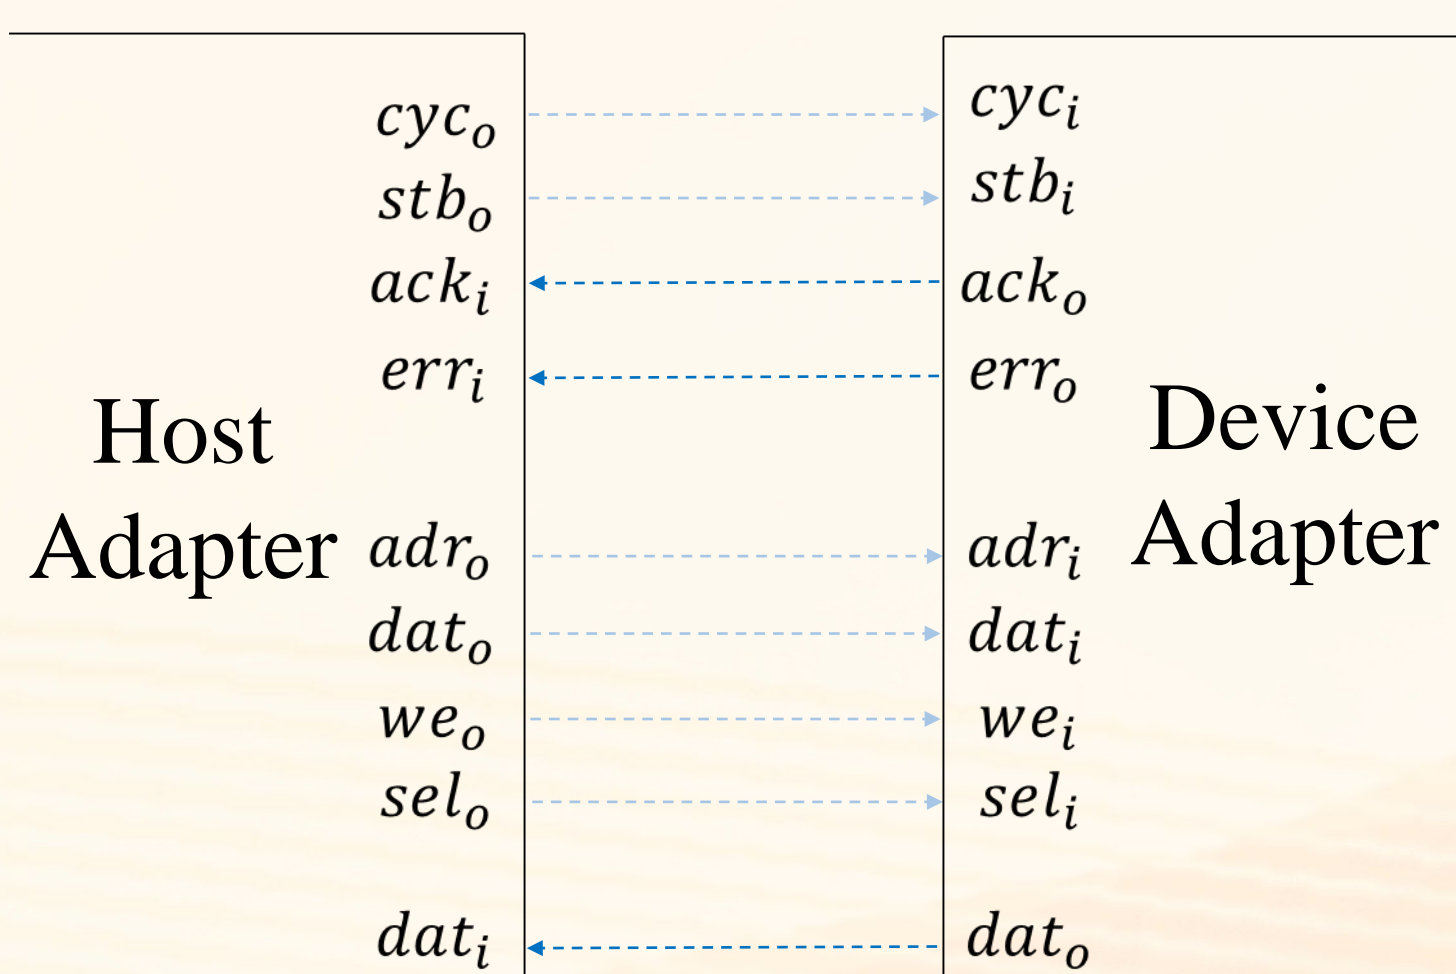 cyc_o cyc_i
stb_o stb_i
ack_i ack_o
err_i err_o
Host
Adapter
Device
Adapter
adr_o adr_i
dat_o dat_i
we_o we_i
sel_o sel_i
dat_i dat_o